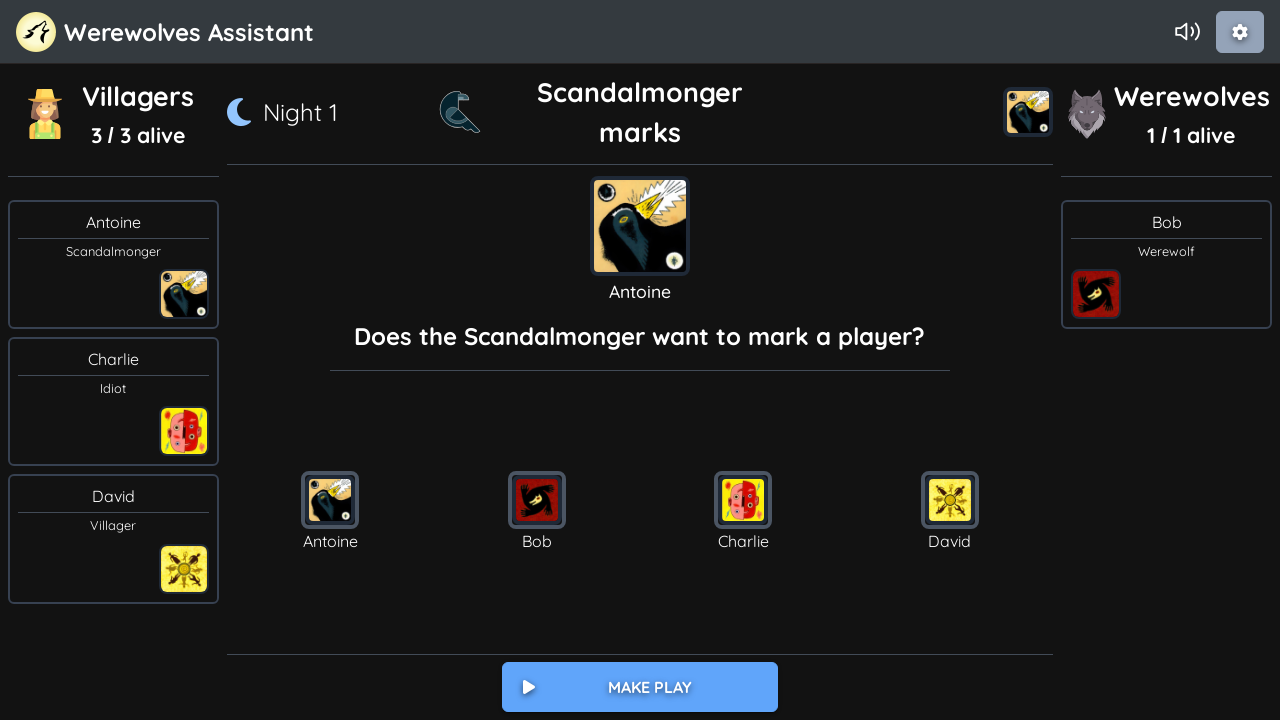 Werewolves Assistant
Villagers
3 / 3 alive
Night 1
Scandalmonger
marks
Werewolves
1 / 1 alive
Antoine
Scandalmonger
Charlie
Idiot
David
Villager
Antoine
Does the Scandalmonger want to mark a player?
Antoine
Bob
Charlie
David
MAKE PLAY
Bob
Werewolf